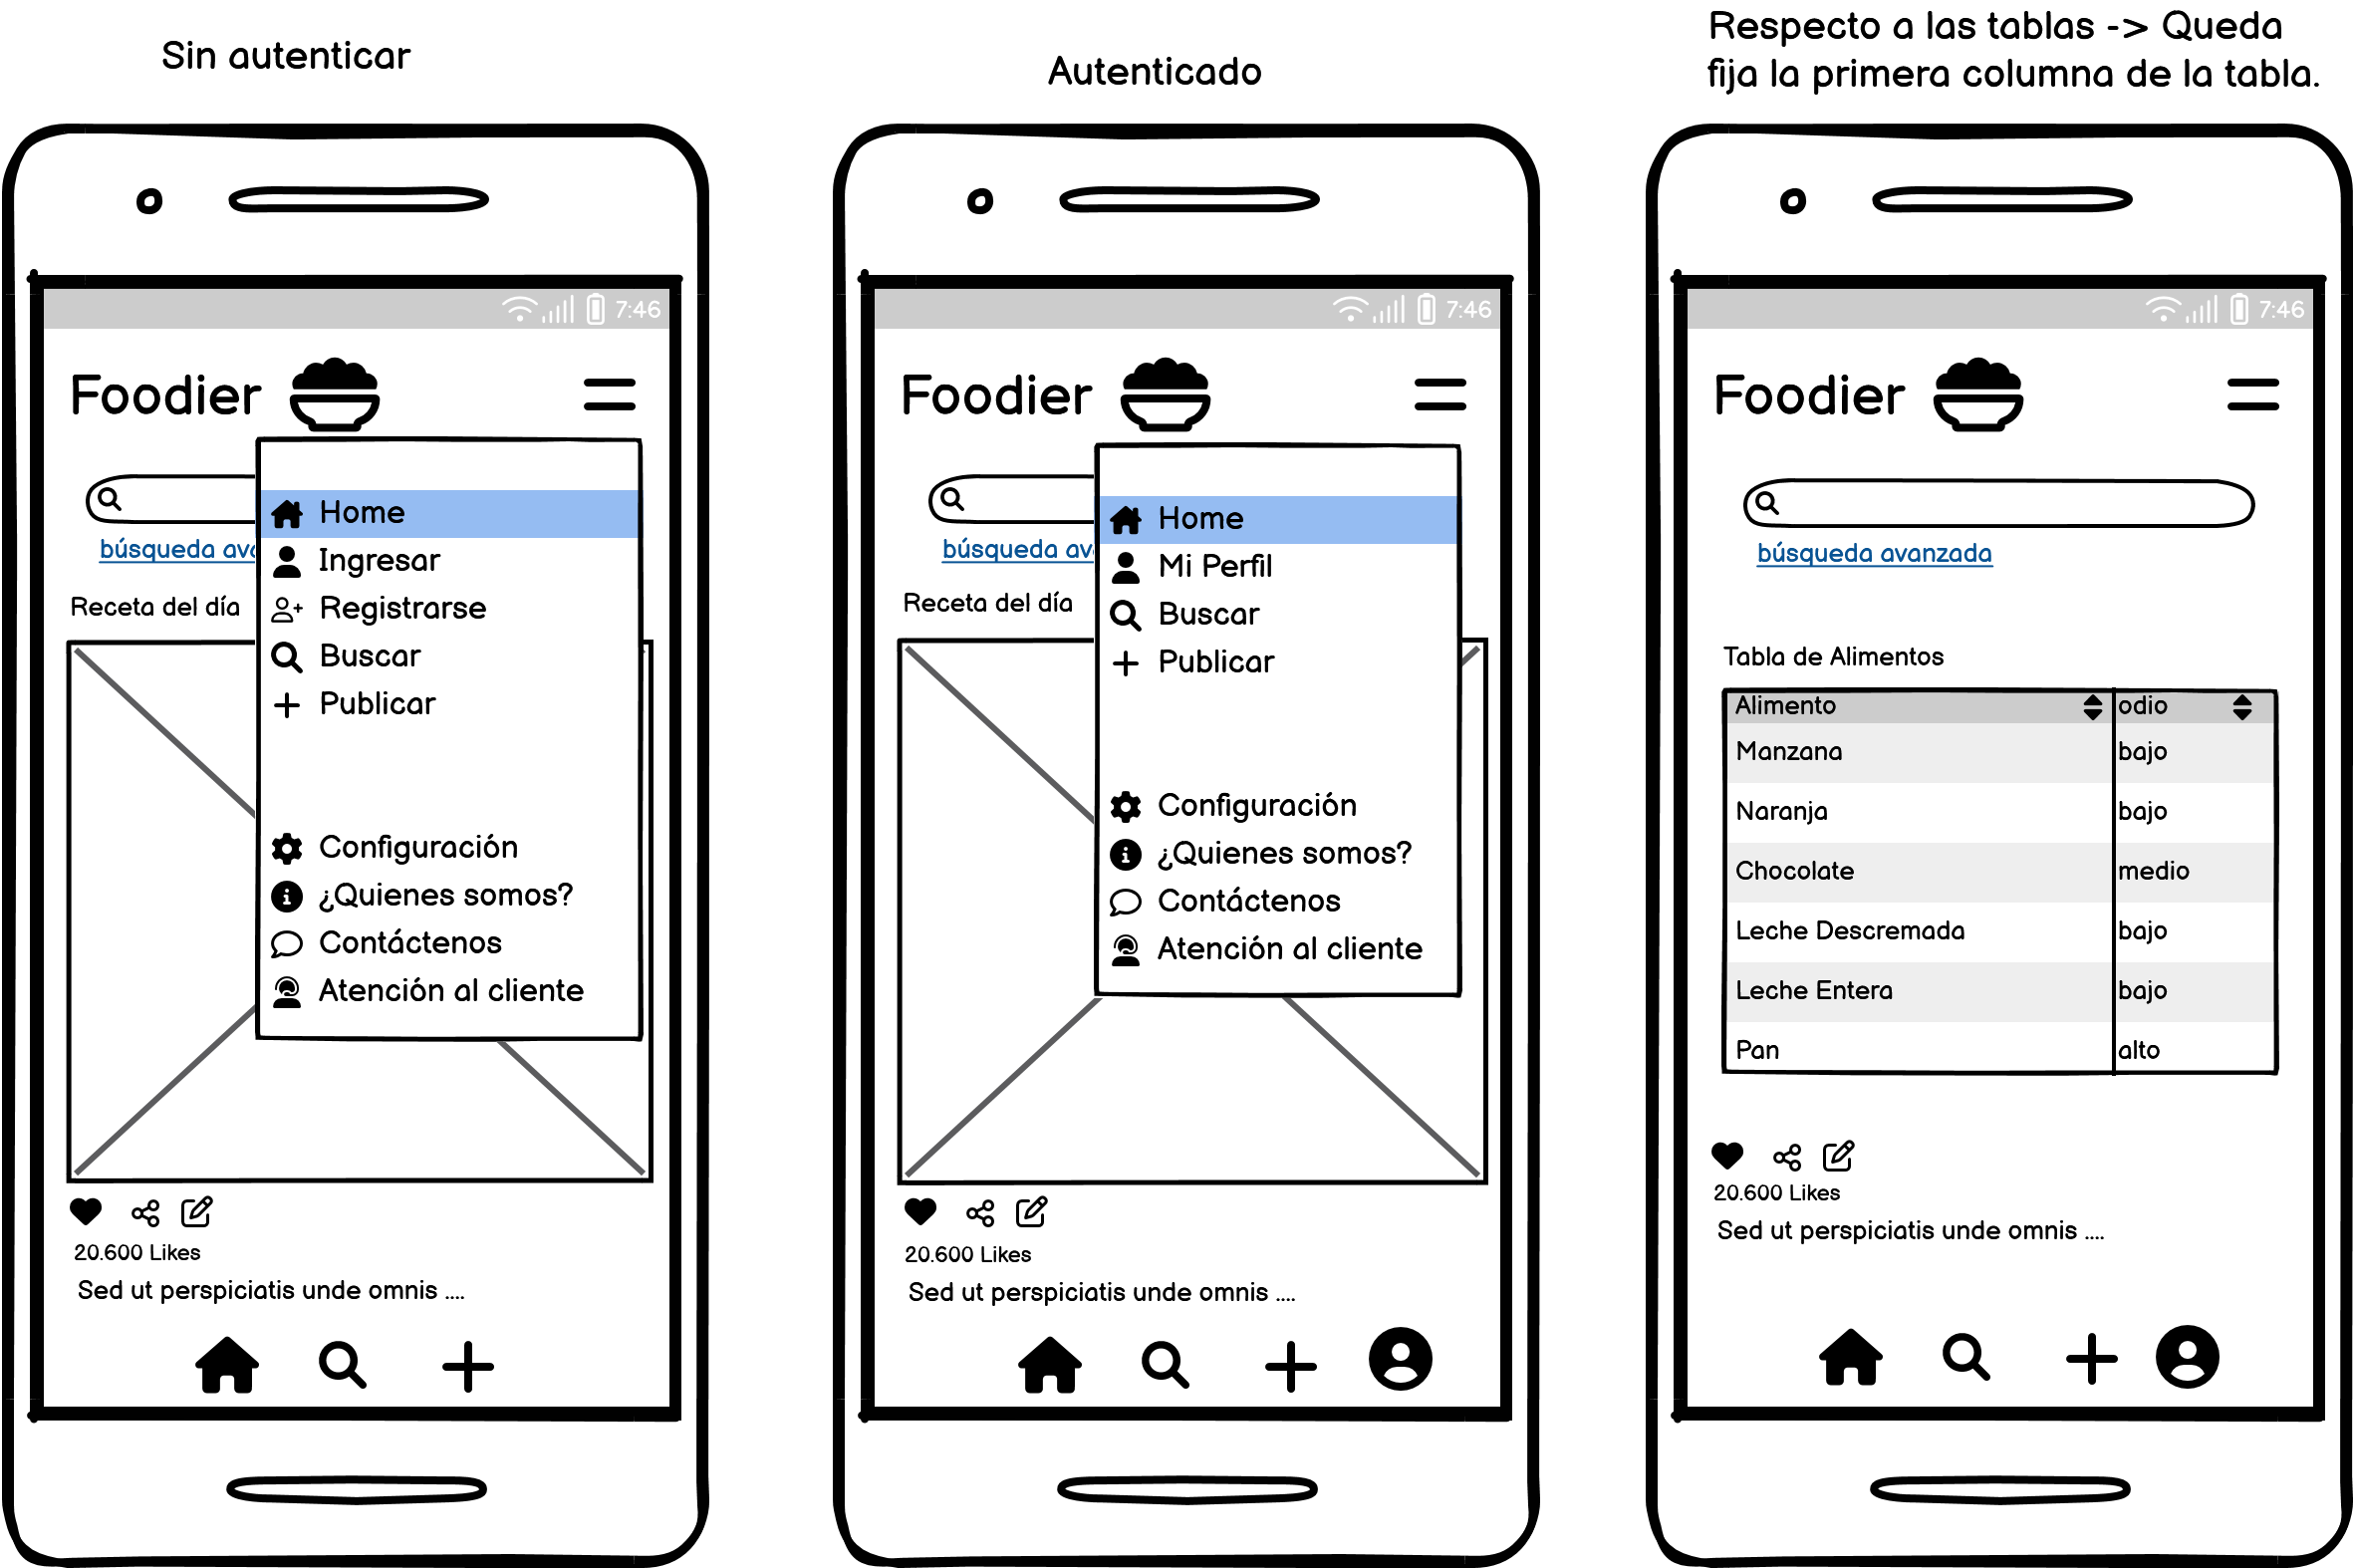 Sin autenticar
7:46
Foodier
Home
búsqueda ava
Ingresar
Receta del día
Registrarse
Buscar
Publicar
Configuración
¿Quienes somos?
Contáctenos
Atención al cliente
20.600 Likes
Sed ut perspiciatis unde omnis ....
Autenticado
7:46
Foodier
Home
búsqueda av
Mi Perfil
Receta del día
Buscar
Publicar
Configuración
¿Quienes somos?
Contáctenos
Atención al cliente
20.600 Likes
Sed ut perspiciatis unde omnis ....
Respecto a las tablas -> Queda
fija la primera columna de la tabla.
7:46
Foodier
búsqueda avanzada
Tabla de Alimentos
Alimento odio
Manzana bajo
Naranja bajo
Chocolate medio
Leche Descremada bajo
Leche Entera bajo
Pan alto
20.600 Likes
Sed ut perspiciatis unde omnis ....